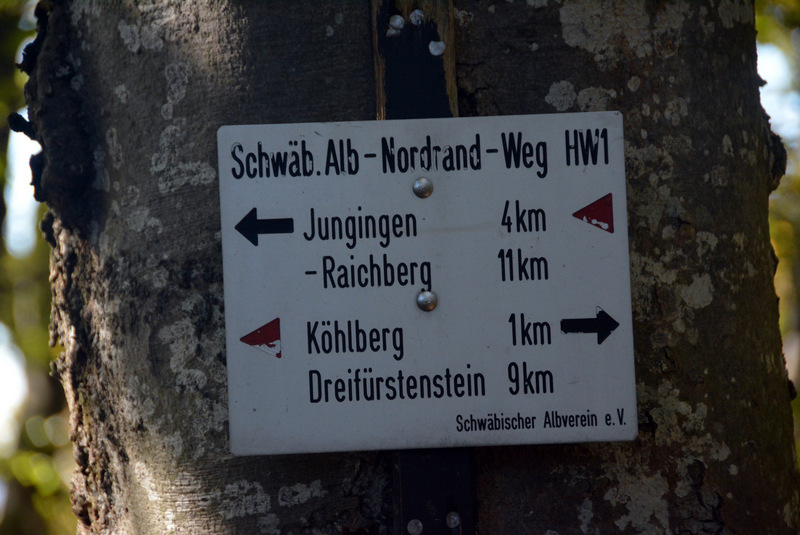 Schwäb. Alb-Nordrand-Weg HW1
Jungingen 4km
-Raichberg 11km
Köhlberg 1km
Dreifürstenstein 9km
Schwäbischer Albverein e.V.